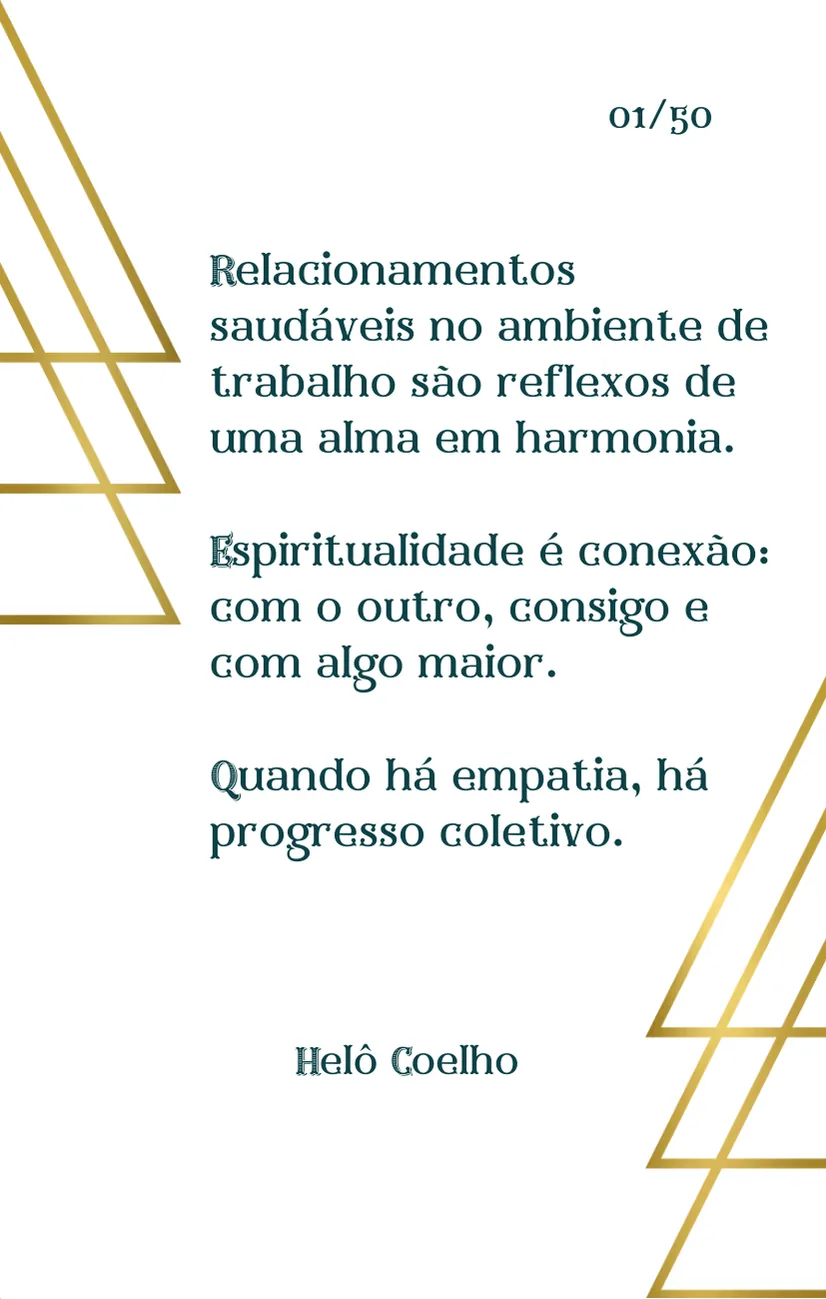 01/50
Relacionamentos
saudáveis no ambiente de
trabalho são reflexos de
uma alma em harmonia.
Espiritualidade é conexão:
com o outro, consigo e
com algo maior.
Quando há empatia, há
progresso coletivo.
Helô Coelho